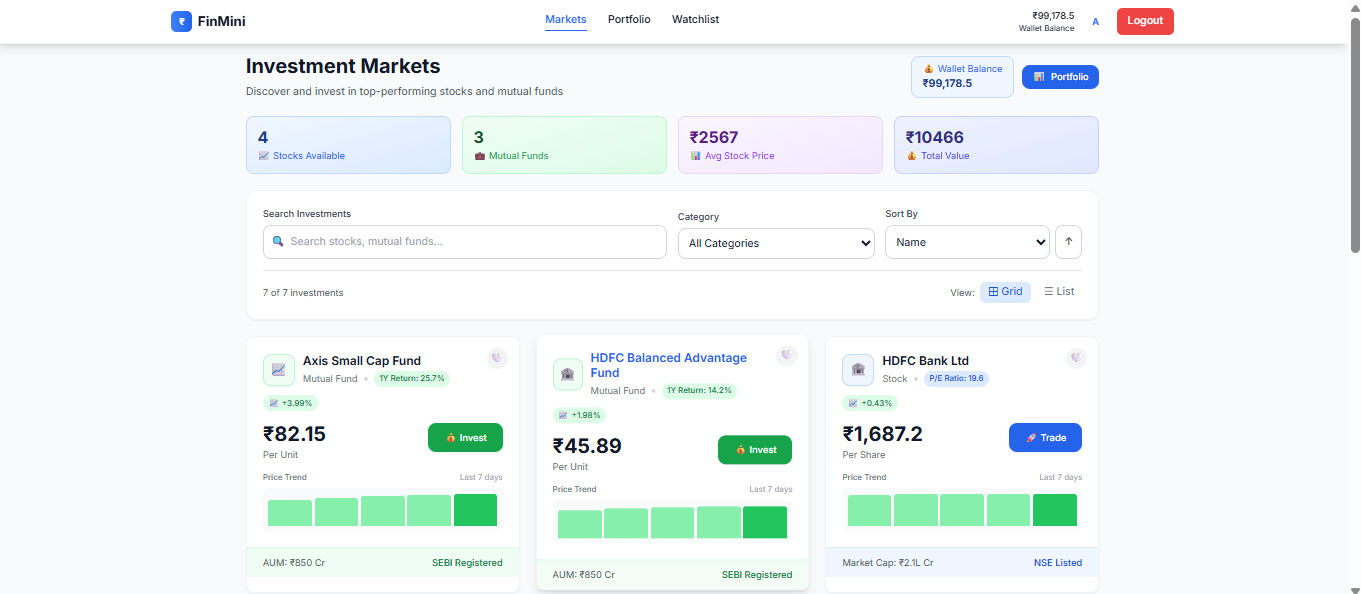 ₹ FinMini
Markets Portfolio Watchlist
₹99,178.5
Wallet Balance
A
Logout
Investment Markets
Discover and invest in top-performing stocks and mutual funds
Wallet Balance
₹99,178.5
Portfolio
4
Stocks Available
3
Mutual Funds
₹2567
Avg Stock Price
₹10466
Total Value
Search Investments
Search stocks, mutual funds...
Category
All Categories
Sort By
Name
↑
7 of 7 investments
View: Grid List
Axis Small Cap Fund
Mutual Fund • 1Y Return: 25.7%
+3.99%
₹82.15
Per Unit
Invest
Price Trend Last 7 days
AUM: ₹850 Cr SEBI Registered
HDFC Balanced Advantage
Fund
Mutual Fund • 1Y Return: 14.2%
+1.98%
₹45.89
Per Unit
Invest
Price Trend Last 7 days
AUM: ₹850 Cr SEBI Registered
HDFC Bank Ltd
Stock • P/E Ratio: 19.6
+0.43%
₹1,687.2
Per Share
Trade
Price Trend Last 7 days
Market Cap: ₹2.1L Cr NSE Listed